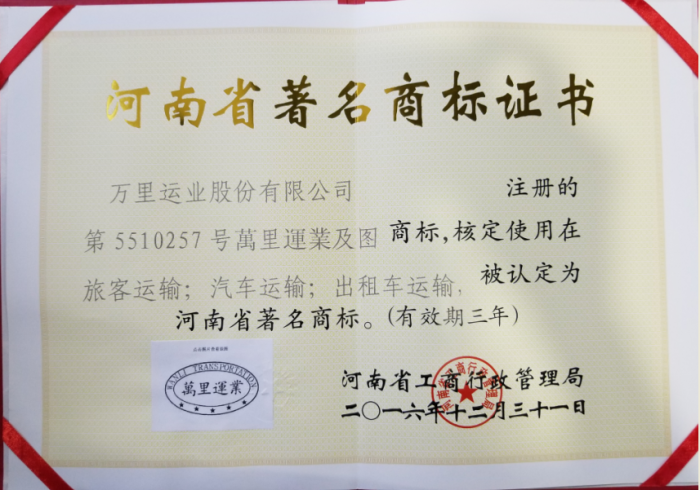 河南省著名商标证书
万里运业股份有限公司 注册的
第5510257号萬里運業及图 商标,核定使用在
旅客运输；汽车运输；出租车运输, 被认定为
河南省著名商标。(有效期三年)
WANLI TRANSPORTATION
萬里運業
河南省工商行政管理局
二〇一六年十二月三十一日